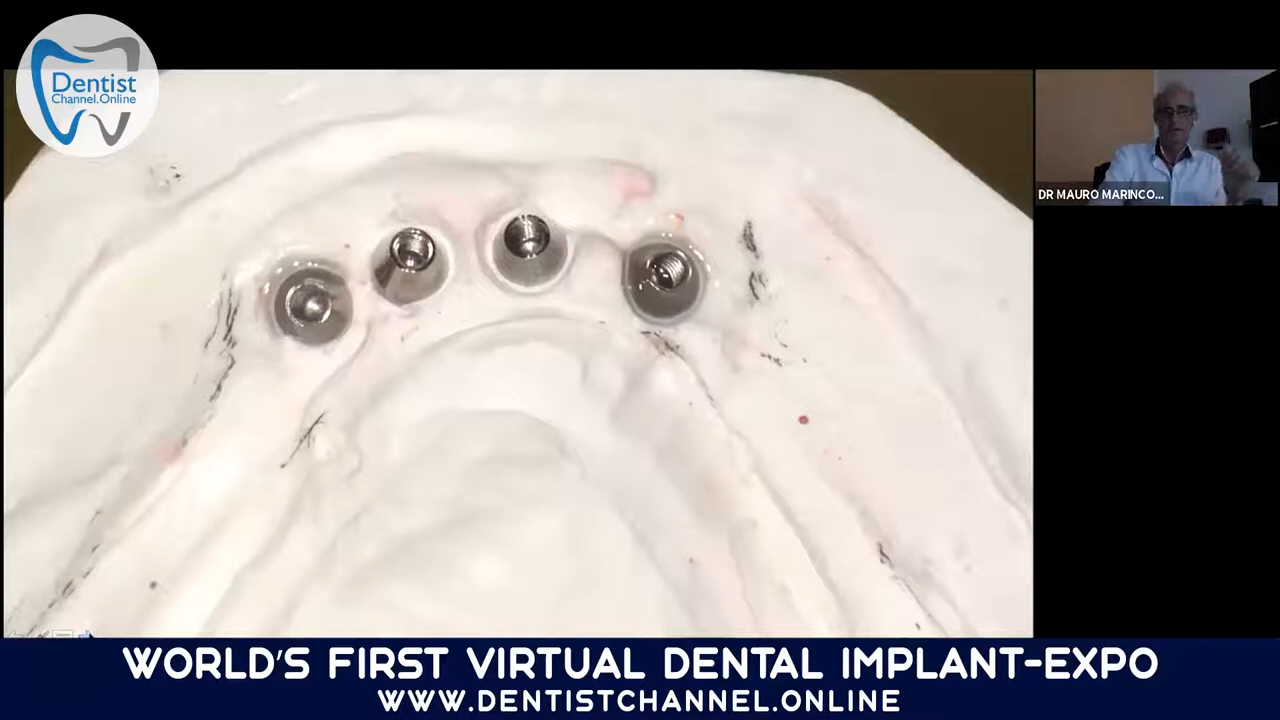 Dentist
Channel.Online
DR MAURO MARINCO...
WORLD'S FIRST VIRTUAL DENTAL IMPLANT-EXPO
WWW.DENTISTCHANNEL.ONLINE